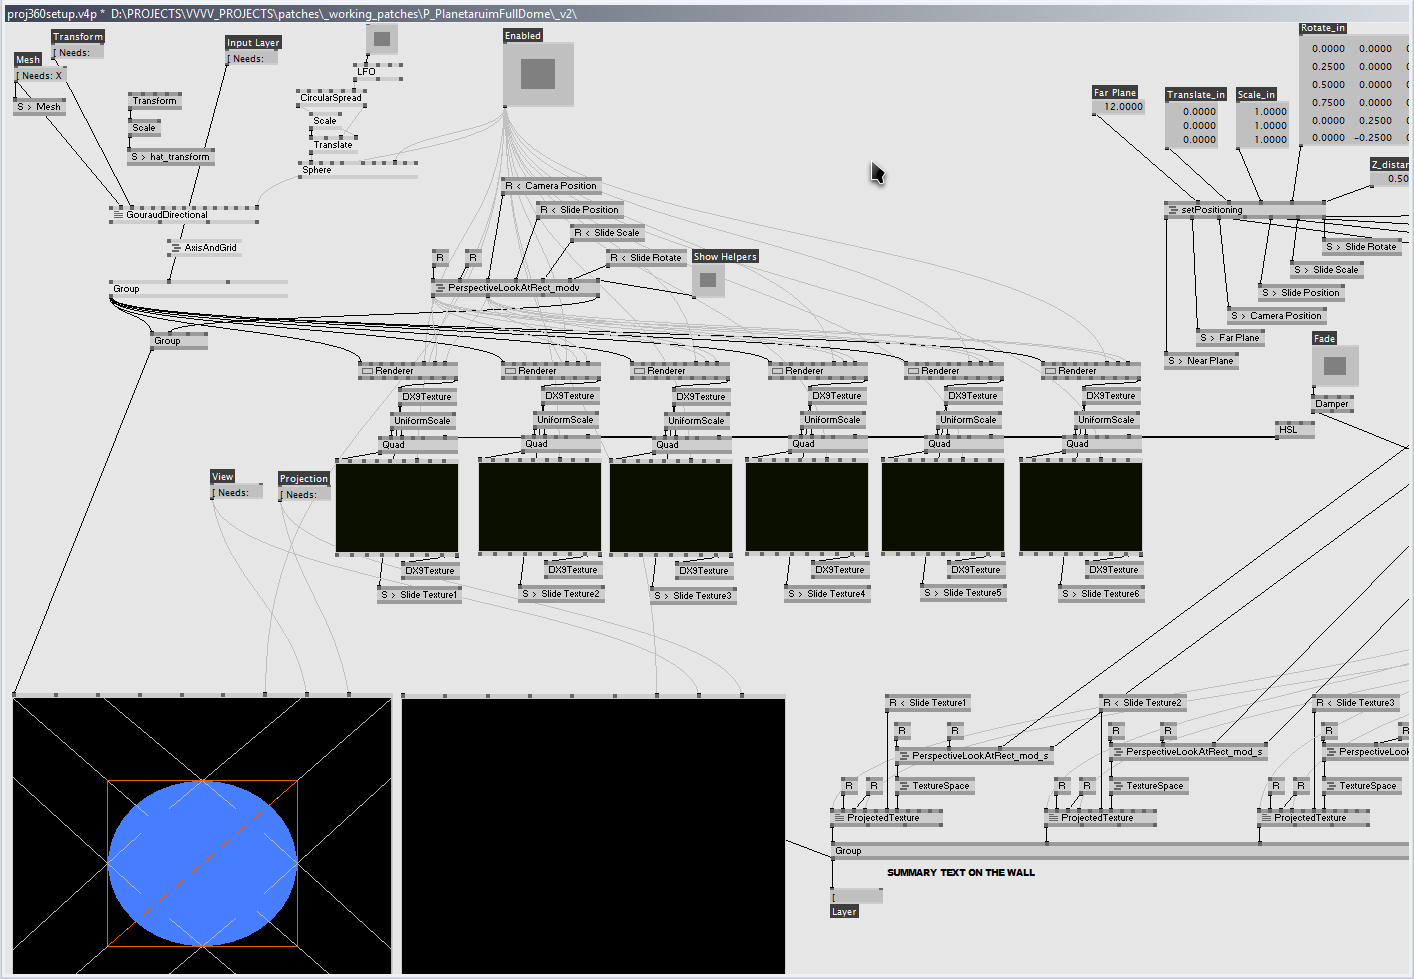 proj360setup.v4p * D:\PROJECTS\VVVV_PROJECTS\patches\_working_patches\P_PlanetaruimFullDome\_v2\
Transform
[ Needs:
Mesh
[ Needs: X
S > Mesh
Input Layer
[ Needs:
LFO
CircularSpread
Scale
Translate
Sphere
Transform
Scale
S > hat_transform
GouraudDirectional
AxisAndGrid
Group
Group
Enabled
R < Camera Position
R < Slide Position
R < Slide Scale
R < Slide Rotate
R
R
Show Helpers
PerspectiveLookAtRect_modv
Far Plane
12.0000
Translate_in
0.0000
0.0000
0.0000
Scale_in
1.0000
1.0000
1.0000
Rotate_in
0.0000 0.0000
0.2500 0.0000
0.5000 0.0000
0.7500 0.0000
0.0000 0.2500
0.0000 -0.2500
Z_distan
0.50
setPositioning
S > Slide Rotate
S > Slide Scale
S > Slide Position
S > Camera Position
S > Far Plane
S > Near Plane
Fade
Damper
HSL
Renderer Renderer Renderer Renderer Renderer Renderer
DX9Texture DX9Texture DX9Texture DX9Texture DX9Texture DX9Texture
UniformScale UniformScale UniformScale UniformScale UniformScale UniformScale
Quad Quad Quad Quad Quad Quad
View
[ Needs:
Projection
[ Needs:
DX9Texture DX9Texture DX9Texture DX9Texture DX9Texture DX9Texture
S > Slide Texture1 S > Slide Texture2 S > Slide Texture3 S > Slide Texture4 S > Slide Texture5 S > Slide Texture6
R < Slide Texture1 R < Slide Texture2 R < Slide Texture3
R R R R R R
PerspectiveLookAtRect_mod_s PerspectiveLookAtRect_mod_s PerspectiveLook
R R TextureSpace R R TextureSpace R R TextureSpace
ProjectedTexture ProjectedTexture ProjectedTexture
Group
SUMMARY TEXT ON THE WALL
[
Layer